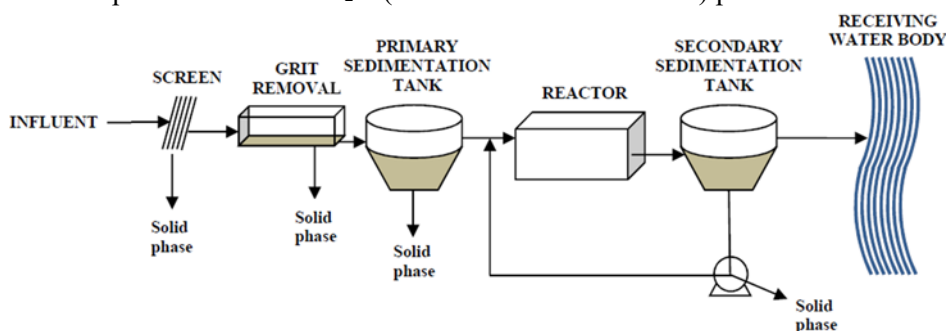 RECEIVING
WATER BODY
PRIMARY
SEDIMENTATION
TANK
SECONDARY
SEDIMENTATION
TANK
GRIT
REMOVAL
SCREEN
REACTOR
INFLUENT
Solid
phase
Solid
phase
Solid
phase
Solid
phase